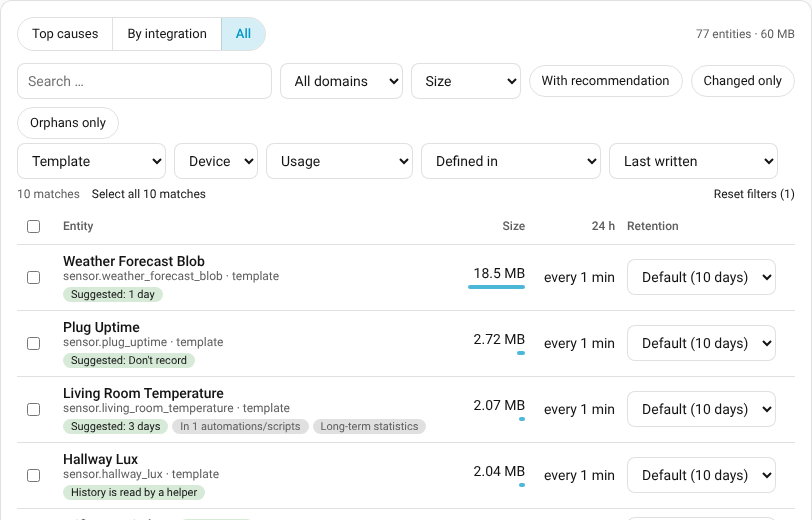 Top causes By integration All 77 entities · 60 MB
Search … All domains Size With recommendation Changed only
Orphans only
Template Device Usage Defined in Last written
10 matches Select all 10 matches Reset filters (1)
Entity Size 24 h Retention
Weather Forecast Blob
sensor.weather_forecast_blob · template
Suggested: 1 day
18.5 MB every 1 min Default (10 days)
Plug Uptime
sensor.plug_uptime · template
Suggested: Don't record
2.72 MB every 1 min Default (10 days)
Living Room Temperature
sensor.living_room_temperature · template
Suggested: 3 days In 1 automations/scripts Long-term statistics
2.07 MB every 1 min Default (10 days)
Hallway Lux
sensor.hallway_lux · template
History is read by a helper
2.04 MB every 1 min Default (10 days)